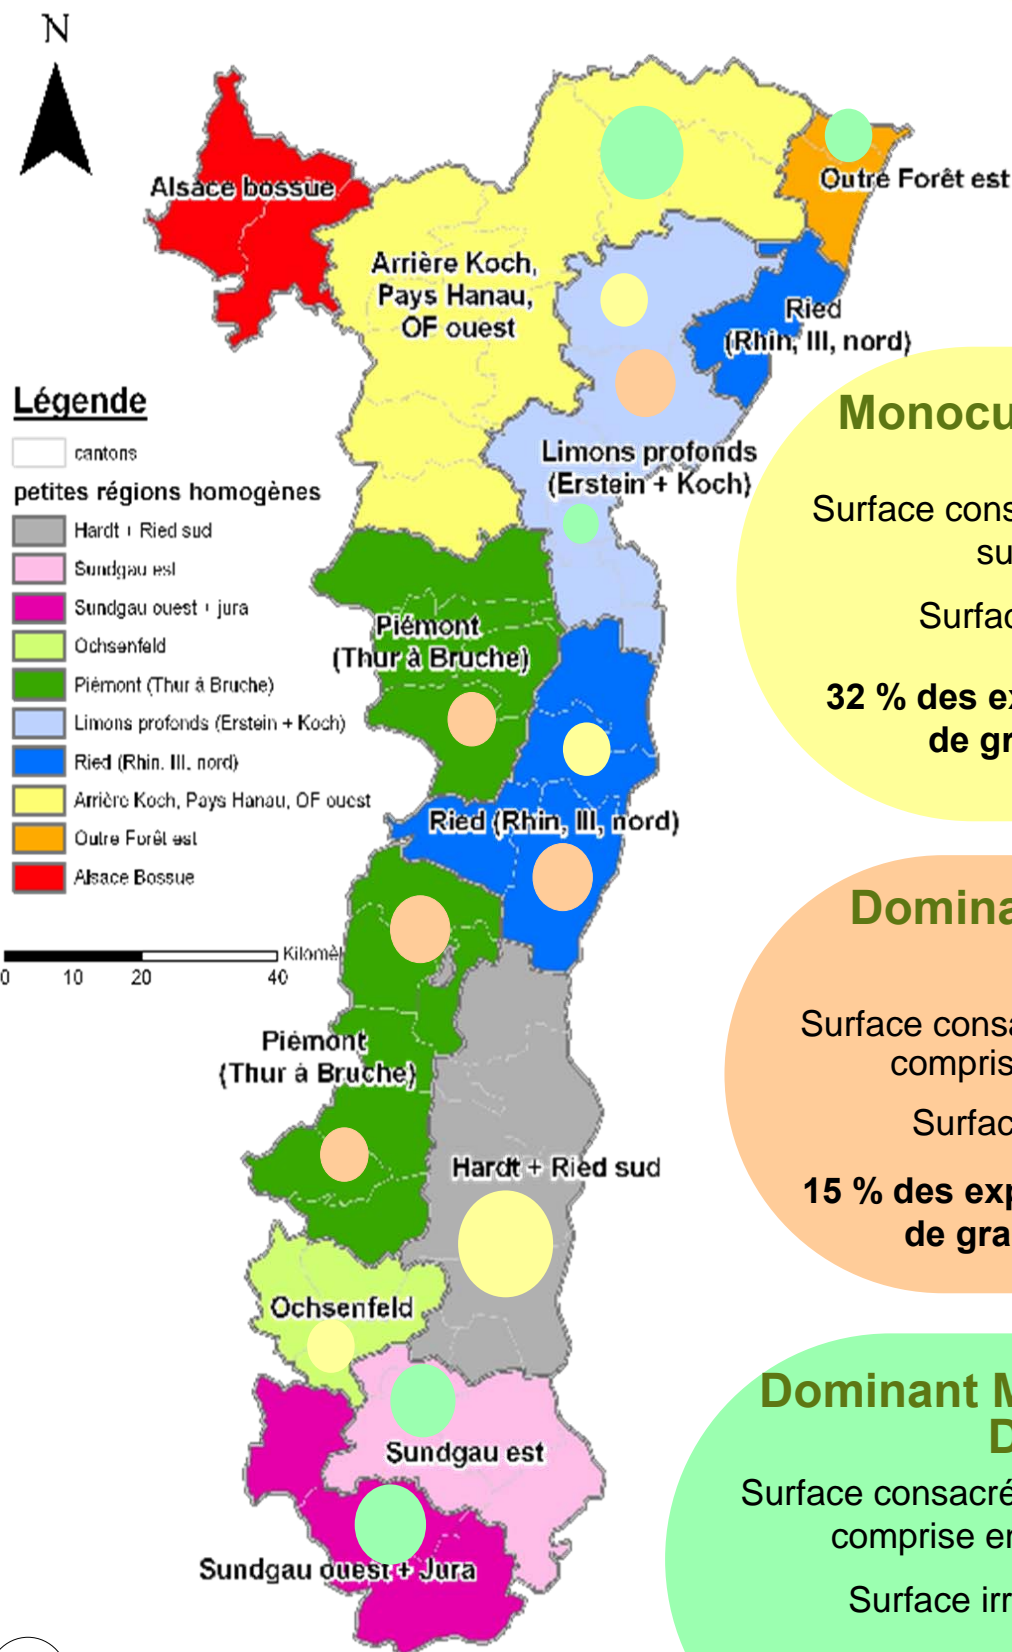 N
Alsace bossue
Outre Forêt est
Arrière Koch,
Pays Hanau,
OF ouest
Ried
(Rhin, III, nord)
Légende
cantons
petites régions homogènes
Hardt + Ried sud
Sundgau est
Sundgau ouest + jura
Ochsenfeld
Piémont (Thur à Bruche)
Limons profonds (Erstein + Koch)
Ried (Rhin, III, nord)
Arrière Koch, Pays Hanau, OF ouest
Outre Forêt est
Alsace Bossue
Kilomèt
0 10 20 40
Limons profonds
(Erstein + Koch)
Piémont
(Thur à Bruche)
Ried (Rhin, III, nord)
Piémont
(Thur à Bruche)
Hardt + Ried sud
Ochsenfeld
Sundgau est
Sundgau ouest + Jura
Monocu
Surface cons
su
Surfac
32 % des ex
de gr
Domina
Surface consa
compris
Surfac
15 % des exp
de gra
Dominant M
D
Surface consacré
comprise en
Surface irr